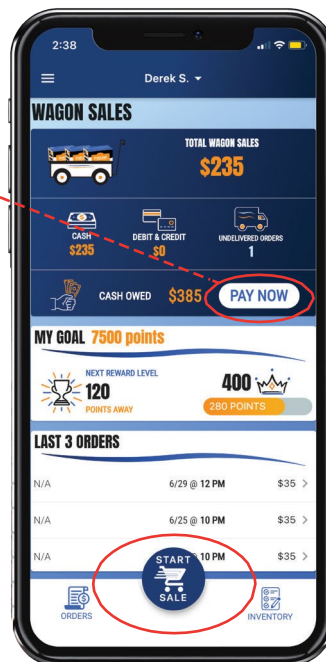 2:38
Derek S.
WAGON SALES
TOTAL WAGON SALES
$235
CASH
$235
DEBIT & CREDIT
$0
UNDELIVERED ORDERS
1
CASH OWED $385 PAY NOW
MY GOAL 7500 points
NEXT REWARD LEVEL
120
POINTS AWAY
400
280 POINTS
LAST 3 ORDERS
N/A 6/29 @ 12 PM $35 >
N/A 6/25 @ 10 PM $35 >
N/A 10 PM $35 >
START
SALE
ORDERS
INVENTORY